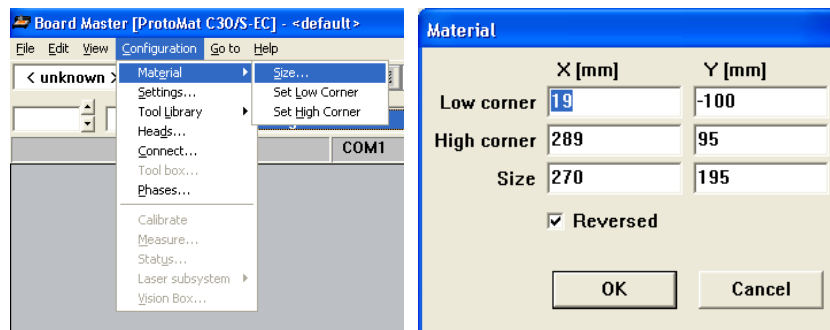 Board Master [ProtoMat C30/S-EC] - <default>
File Edit View Configuration Go to Help
< unknown >
Material
Settings...
Tool Library
Heads...
Connect...
Tool box...
Phases...
Calibrate
Measure...
Status...
Laser subsystem
Vision Box...
Size...
Set Low Corner
Set High Corner
COM1
Material
X [mm] Y [mm]
Low corner 19 -100
High corner 289 95
Size 270 195
Reversed
OK Cancel